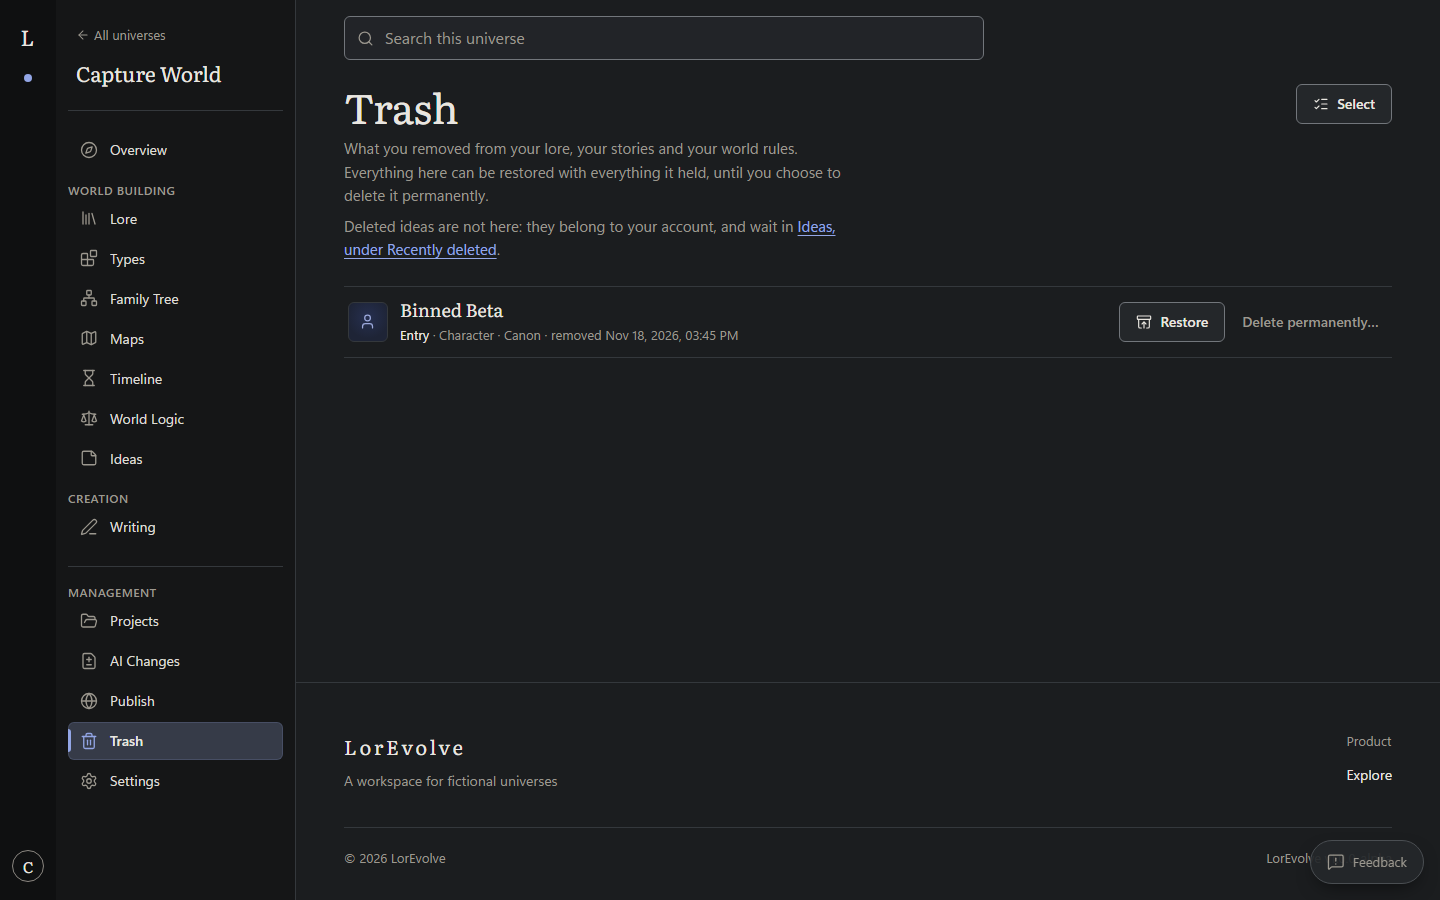 L
All universes
Capture World
Overview
WORLD BUILDING
Lore
Types
Family Tree
Maps
Timeline
World Logic
Ideas
CREATION
Writing
MANAGEMENT
Projects
AI Changes
Publish
Trash
Settings
C
Search this universe
Trash
Select
What you removed from your lore, your stories and your world rules.
Everything here can be restored with everything it held, until you choose to
delete it permanently.
Deleted ideas are not here: they belong to your account, and wait in Ideas,
under Recently deleted.
Binned Beta
Entry · Character · Canon · removed Nov 18, 2026, 03:45 PM
Restore
Delete permanently...
LorEvolve
A workspace for fictional universes
Product
Explore
© 2026 LorEvolve
Feedback